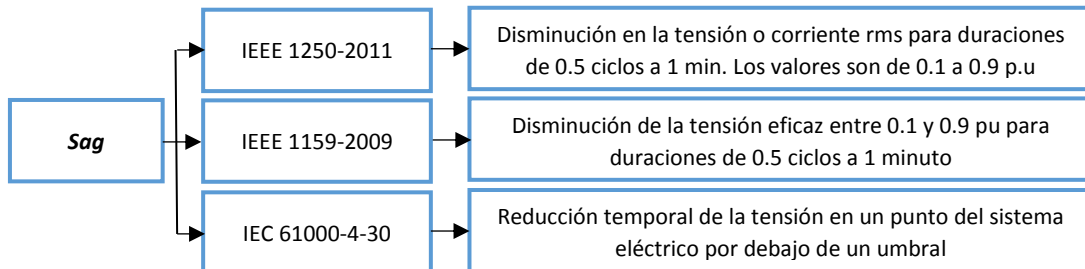 Sag
IEEE 1250-2011
Disminución en la tensión o corriente rms para duraciones
de 0.5 ciclos a 1 min. Los valores son de 0.1 a 0.9 p.u
IEEE 1159-2009
Disminución de la tensión eficaz entre 0.1 y 0.9 pu para
duraciones de 0.5 ciclos a 1 minuto
IEC 61000-4-30
Reducción temporal de la tensión en un punto del sistema
eléctrico por debajo de un umbral